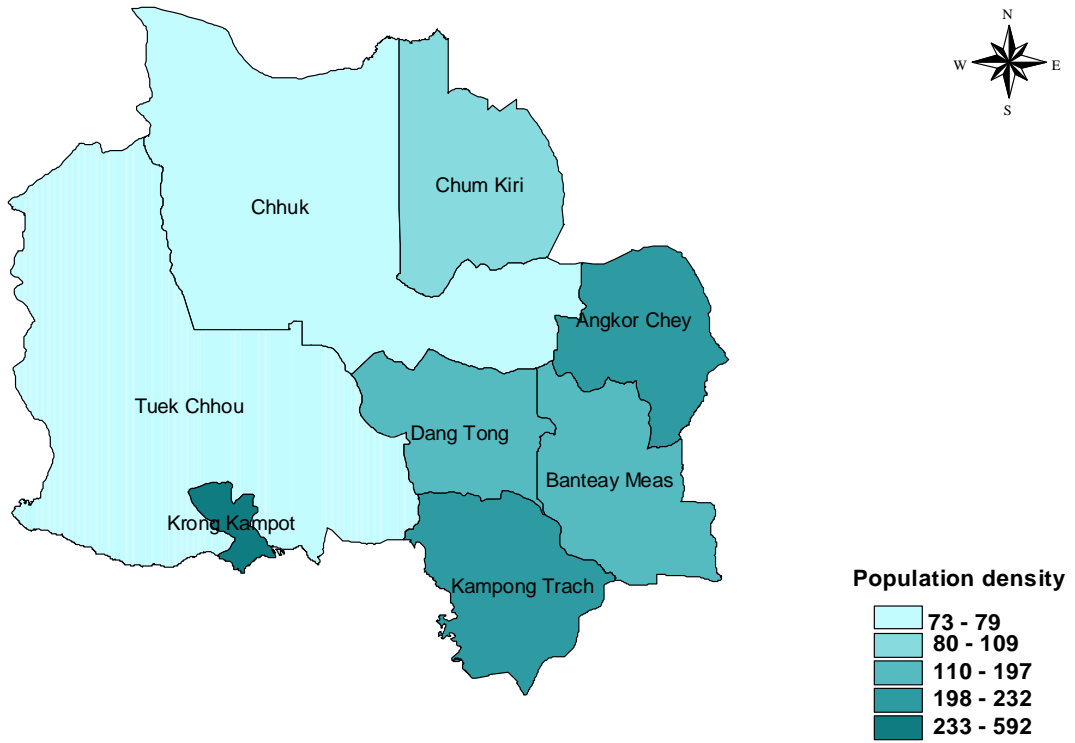 N
W E
S
Chum Kiri
Chhuk
Angkor Chey
Tuek Chhou
Dang Tong
Banteay Meas
Krong Kampot
Kampong Trach
Population density
73 - 79
80 - 109
110 - 197
198 - 232
233 - 592